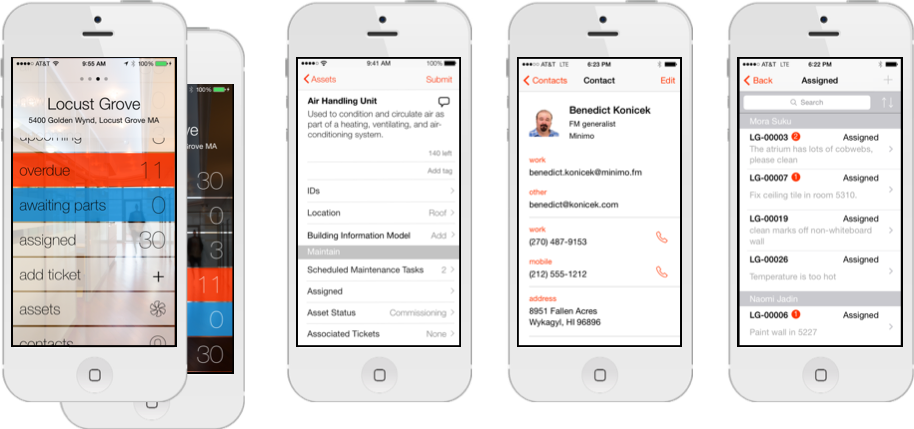 ●●●●○ AT&T 9:55 AM 100%
Locust Grove
5400 Golden Wynd, Locust Grove MA
upcoming
overdue 11
awaiting parts 0
assigned 30
add ticket +
assets
contacts
100%
ve
ve MA
30
0
3
11
0
30
●●●●○ AT&T 9:41 AM 100%
Assets Submit
Air Handling Unit
Used to condition and circulate air as
part of a heating, ventilating, and air-
conditioning system.
140 left
Add tag
IDs
Location Roof
Building Information Model Add
Maintain
Scheduled Maintenance Tasks 2
Assigned
Asset Status Commissioning
Associated Tickets None
●●●●○ AT&T LTE 6:23 PM
Contacts Contact Edit
Benedict Konicek
FM generalist
Minimo
work
benedict.konicek@minimo.fm
other
benedict@konicek.com
work
(270) 487-9153
mobile
(212) 555-1212
address
8951 Fallen Acres
Wykagyl, HI 96896
●●●●○ AT&T LTE 6:22 PM
Back Assigned +
Search
Mora Suku
LG-00003 2 Assigned
The atrium has lots of cobwebs,
please clean
LG-00007 1 Assigned
Fix ceiling tile in room 5310.
LG-00019 Assigned
clean marks off non-whiteboard
wall
LG-00026 Assigned
Temperature is too hot
Naomi Jadin
LG-00006 1 Assigned
Paint wall in 5227